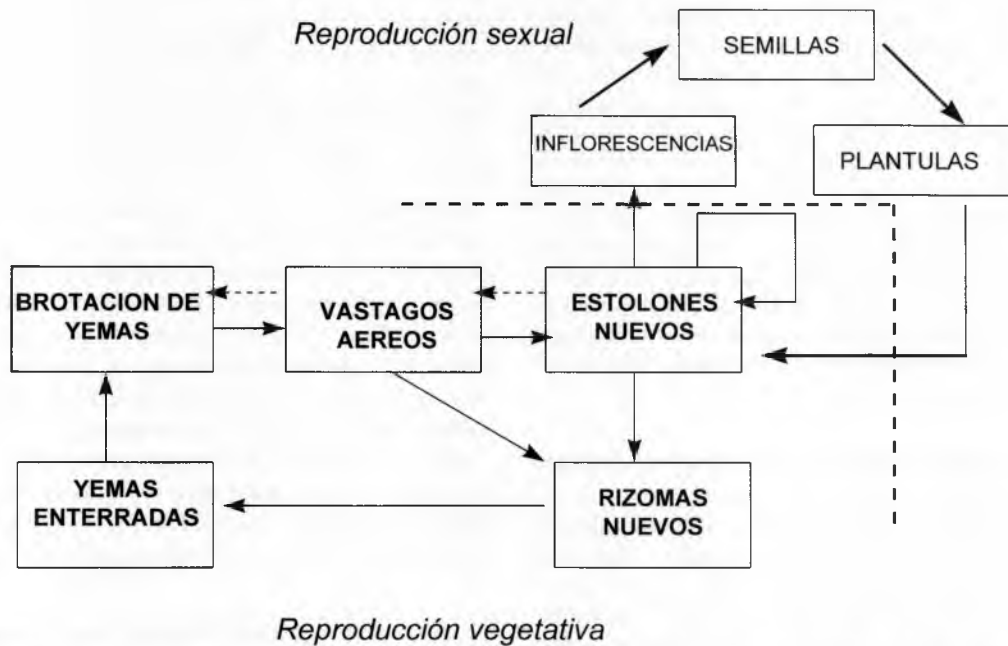 Reproducción sexual
SEMILLAS
INFLORESCENCIAS
PLANTULAS
BROTACION DE
YEMAS
VASTAGOS
AEREOS
ESTOLONES
NUEVOS
YEMAS
ENTERRADAS
RIZOMAS
NUEVOS
Reproducción vegetativa